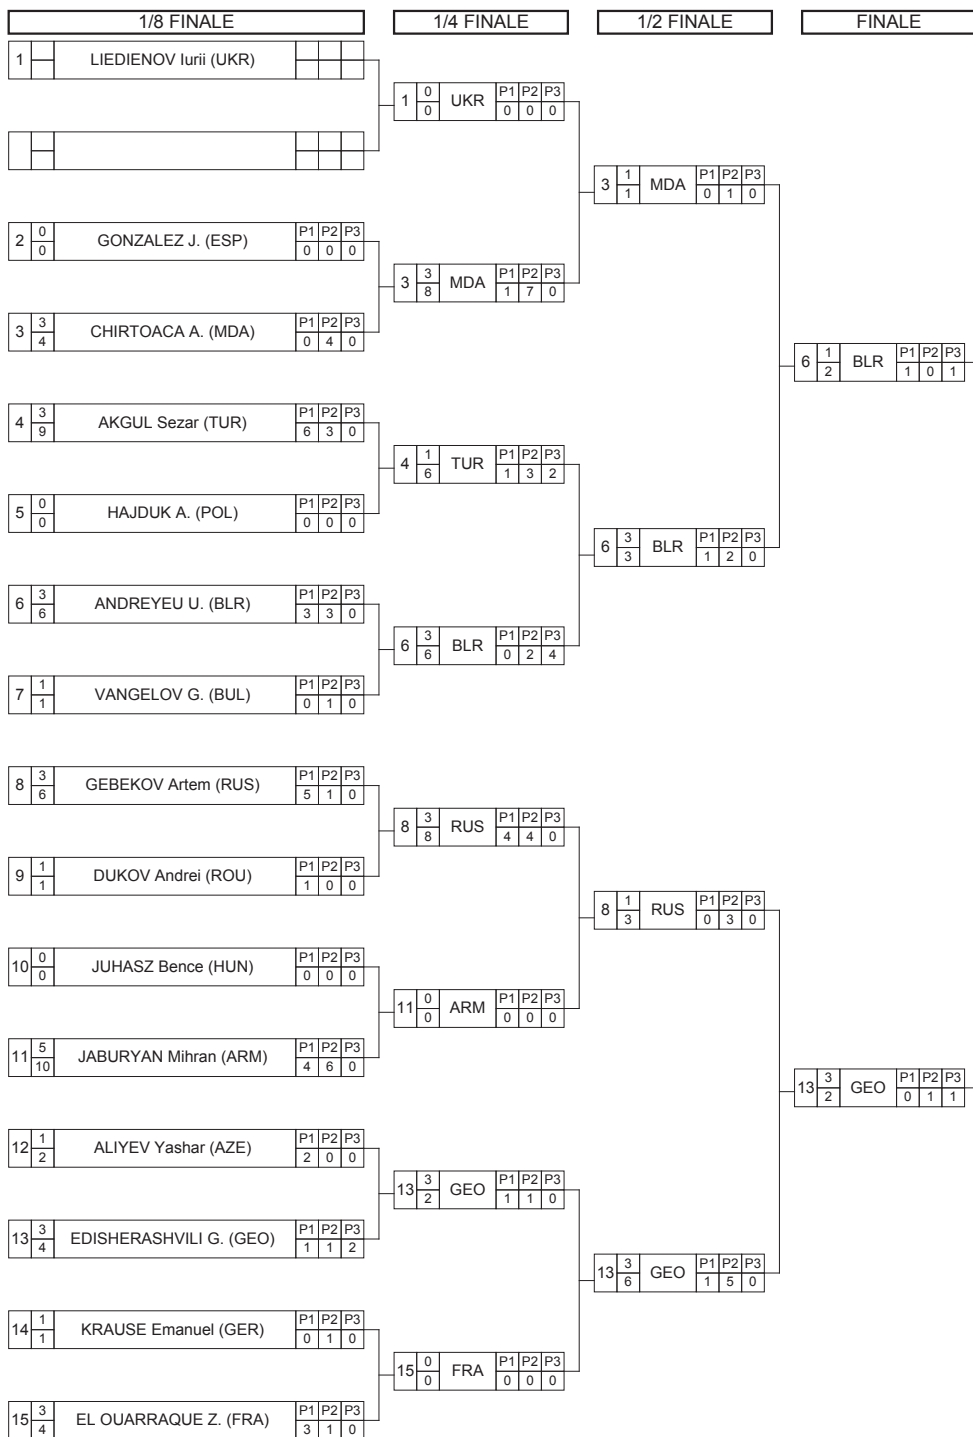 1/8 FINALE 1/4 FINALE 1/2 FINALE FINALE
1 LIEDIENOV Iurii (UKR)
1 0 UKR P1 P2 P3
0 0 0 0
3 1 MDA P1 P2 P3
1 0 1 0
2 0 GONZALEZ J. (ESP) P1 P2 P3
0 0 0 0
3 3 MDA P1 P2 P3
8 1 7 0
3 3 CHIRTOACA A. (MDA) P1 P2 P3
4 0 4 0
6 1 BLR P1 P2 P3
2 1 0 1
4 3 AKGUL Sezar (TUR) P1 P2 P3
9 6 3 0
4 1 TUR P1 P2 P3
6 1 3 2
5 0 HAJDUK A. (POL) P1 P2 P3
0 0 0 0
6 3 BLR P1 P2 P3
3 1 2 0
6 3 ANDREYEU U. (BLR) P1 P2 P3
6 3 3 0
6 3 BLR P1 P2 P3
6 0 2 4
7 1 VANGELOV G. (BUL) P1 P2 P3
1 0 1 0
8 3 GEBEKOV Artem (RUS) P1 P2 P3
6 5 1 0
8 3 RUS P1 P2 P3
8 4 4 0
9 1 DUKOV Andrei (ROU) P1 P2 P3
1 1 0 0
8 1 RUS P1 P2 P3
3 0 3 0
10 0 JUHASZ Bence (HUN) P1 P2 P3
0 0 0 0
11 0 ARM P1 P2 P3
0 0 0 0
11 5 JABURYAN Mihran (ARM) P1 P2 P3
10 4 6 0
13 3 GEO P1 P2 P3
2 0 1 1
12 1 ALIYEV Yashar (AZE) P1 P2 P3
2 2 0 0
13 3 GEO P1 P2 P3
2 1 1 0
13 3 EDISHERASHVILI G. (GEO) P1 P2 P3
4 1 1 2
13 3 GEO P1 P2 P3
6 1 5 0
14 1 KRAUSE Emanuel (GER) P1 P2 P3
1 0 1 0
15 0 FRA P1 P2 P3
0 0 0 0
15 3 EL OUARRAQUE Z. (FRA) P1 P2 P3
4 3 1 0